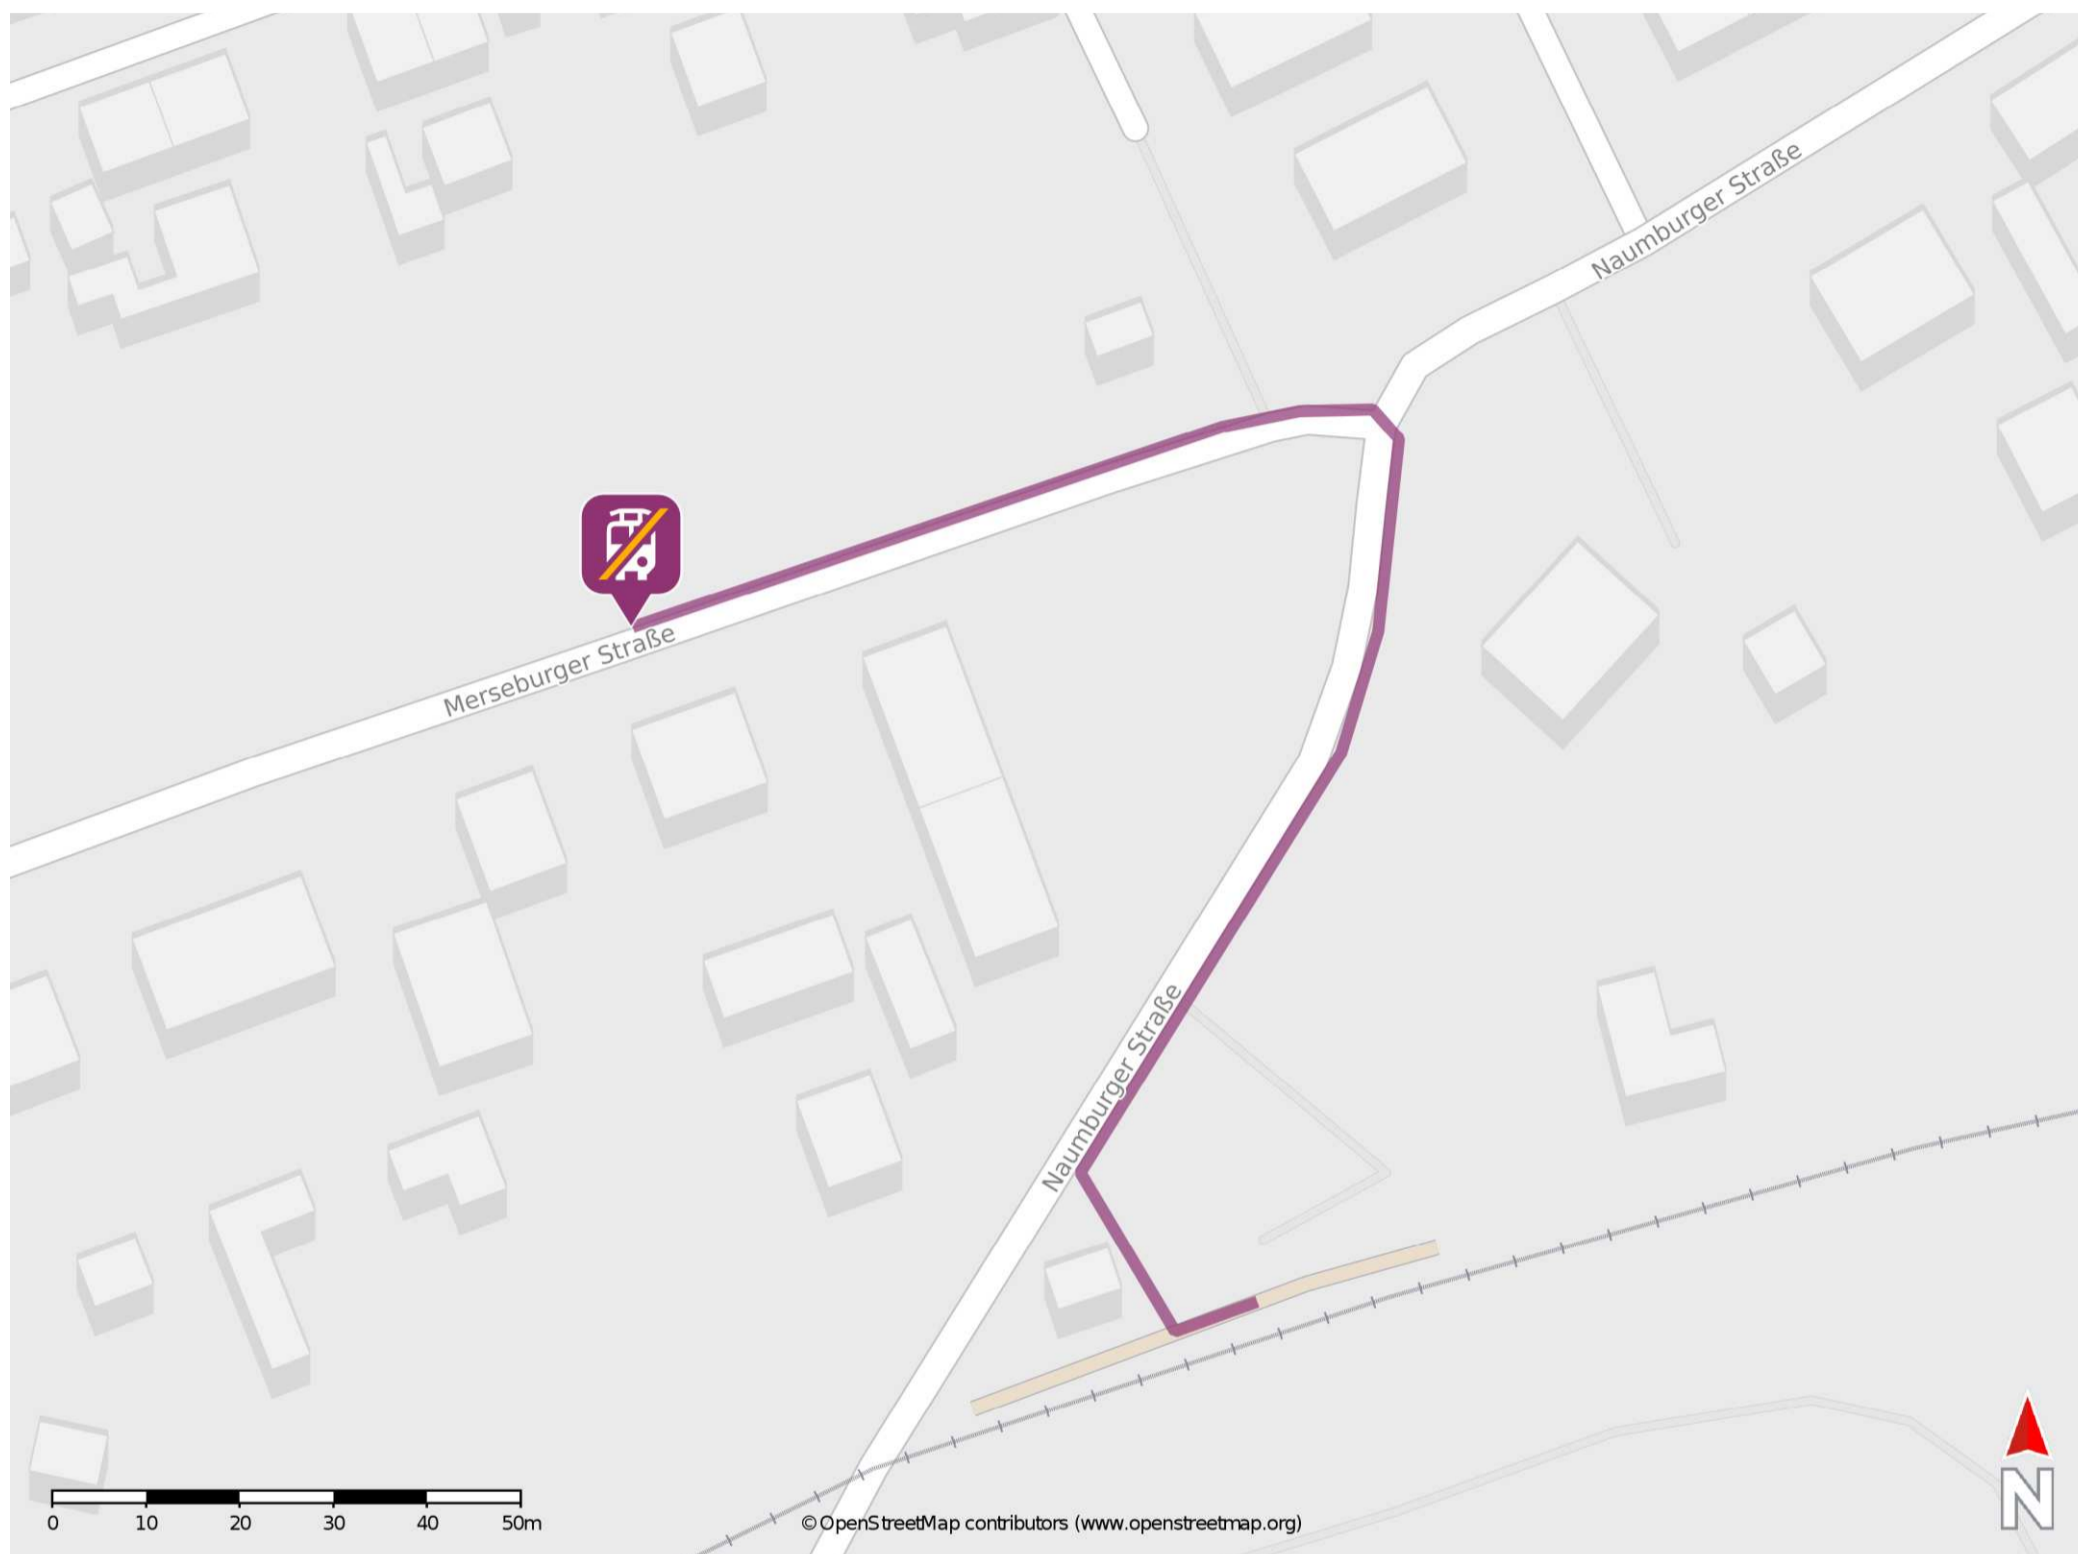 Naumburger Straße
Merseburger Straße
Naumburger Straße
0 10 20 30 40 50m
© OpenStreetMap contributors (www.openstreetmap.org)
N